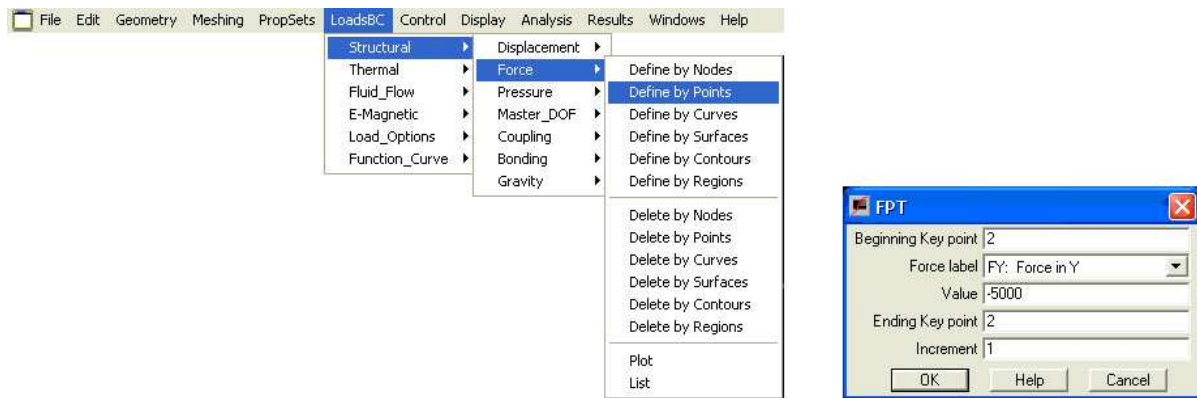 File Edit Geometry Meshing PropSets LoadsBC Control Display Analysis Results Windows Help
Structural
Thermal
Fluid_Flow
E-Magnetic
Load_Options
Function_Curve
Displacement
Force
Pressure
Master_DOF
Coupling
Bonding
Gravity
Define by Nodes
Define by Points
Define by Curves
Define by Surfaces
Define by Contours
Define by Regions
Delete by Nodes
Delete by Points
Delete by Curves
Delete by Surfaces
Delete by Contours
Delete by Regions
Plot
List
FPT
Beginning Key point 2
Force label FY: Force in Y
Value -5000
Ending Key point 2
Increment 1
OK Help Cancel